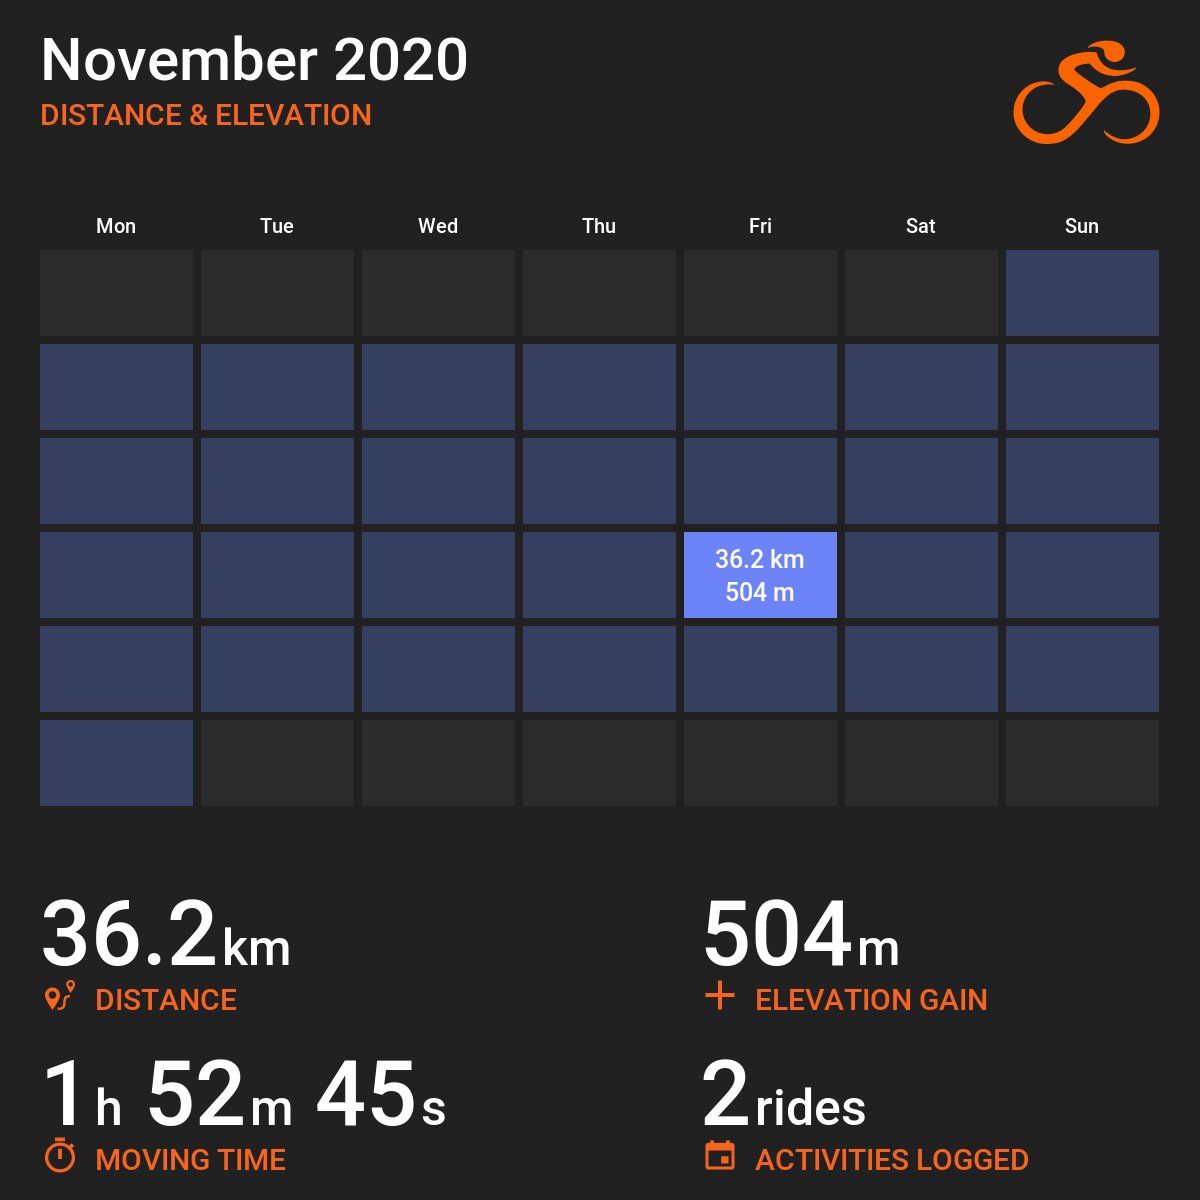 November 2020
DISTANCE & ELEVATION
Mon Tue Wed Thu Fri Sat Sun
36.2 km
504 m
36.2km
DISTANCE
504m
ELEVATION GAIN
1h 52m 45s
MOVING TIME
2rides
ACTIVITIES LOGGED